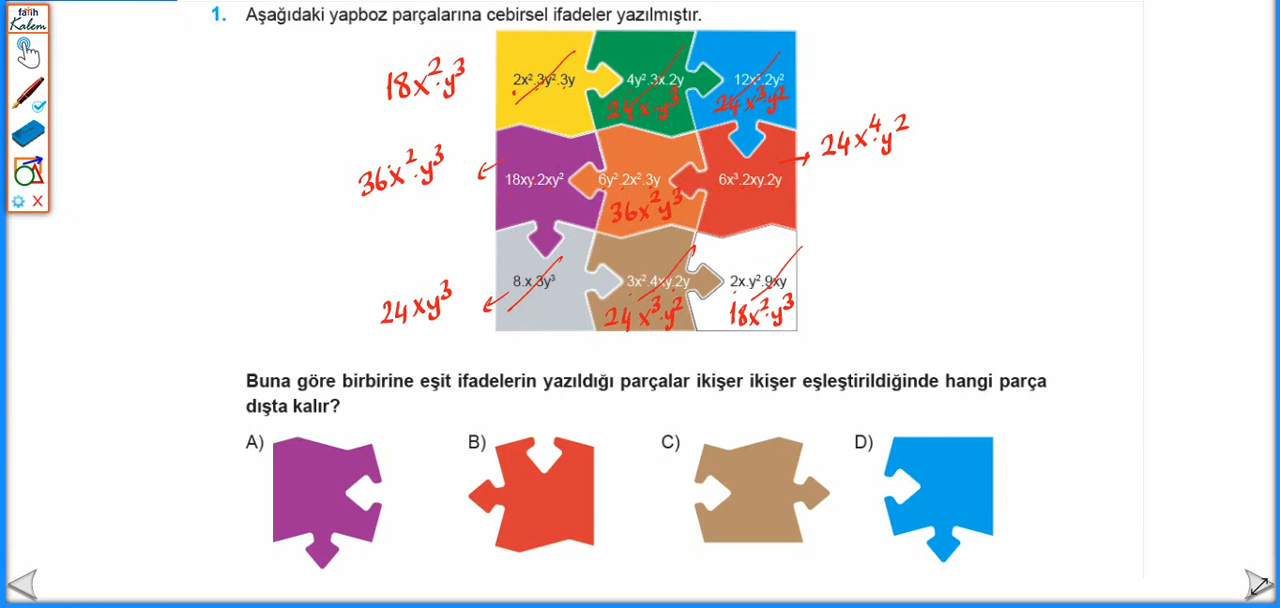 fatih
Kalem
1. Aşağıdaki yapboz parçalarına cebirsel ifadeler yazılmıştır.
18x².y³
2x².3y².3y
4y².3x.2y
12x³.2y²
24x.y³
24x³y²
24x⁴.y²
36x².y³
18xy.2xy²
6y².2x².3y
6x³.2xy.2y
36x²y³
24xy³
8.x.3y³
3x².4xy.2y
2x.y².9xy
24x³.y²
18x².y³
Buna göre birbirine eşit ifadelerin yazıldığı parçalar ikişer ikişer eşleştirildiğinde hangi parça
dışta kalır?
A)
B)
C)
D)